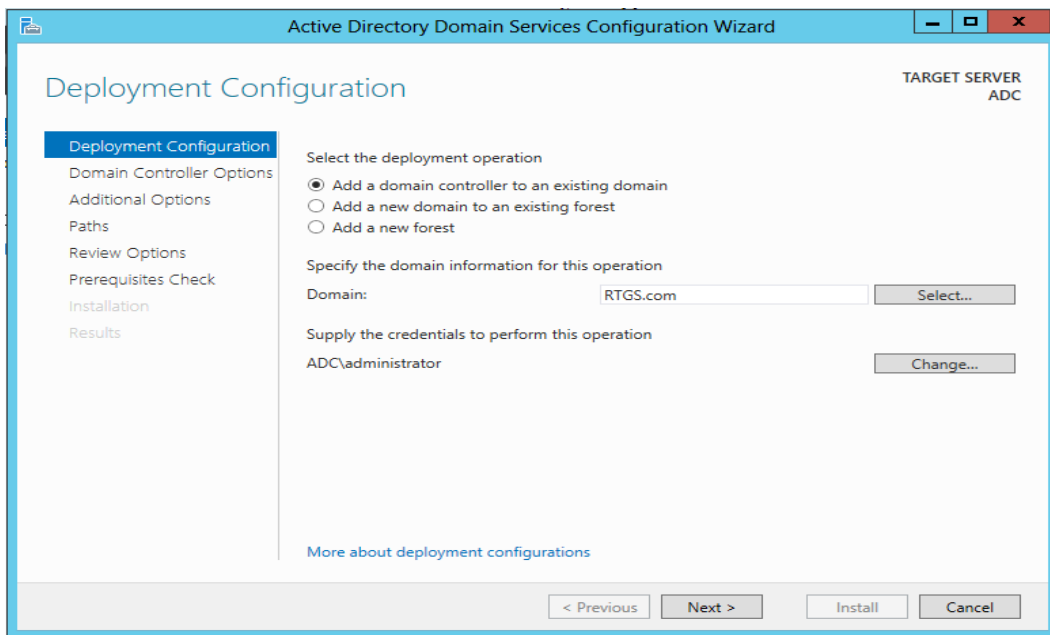 Active Directory Domain Services Configuration Wizard
Deployment Configuration
TARGET SERVER
ADC
Deployment Configuration
Domain Controller Options
Additional Options
Paths
Review Options
Prerequisites Check
Installation
Results
Select the deployment operation
Add a domain controller to an existing domain
Add a new domain to an existing forest
Add a new forest
Specify the domain information for this operation
Domain:
RTGS.com
Select...
Supply the credentials to perform this operation
ADC\administrator
Change...
More about deployment configurations
< Previous
Next >
Install
Cancel